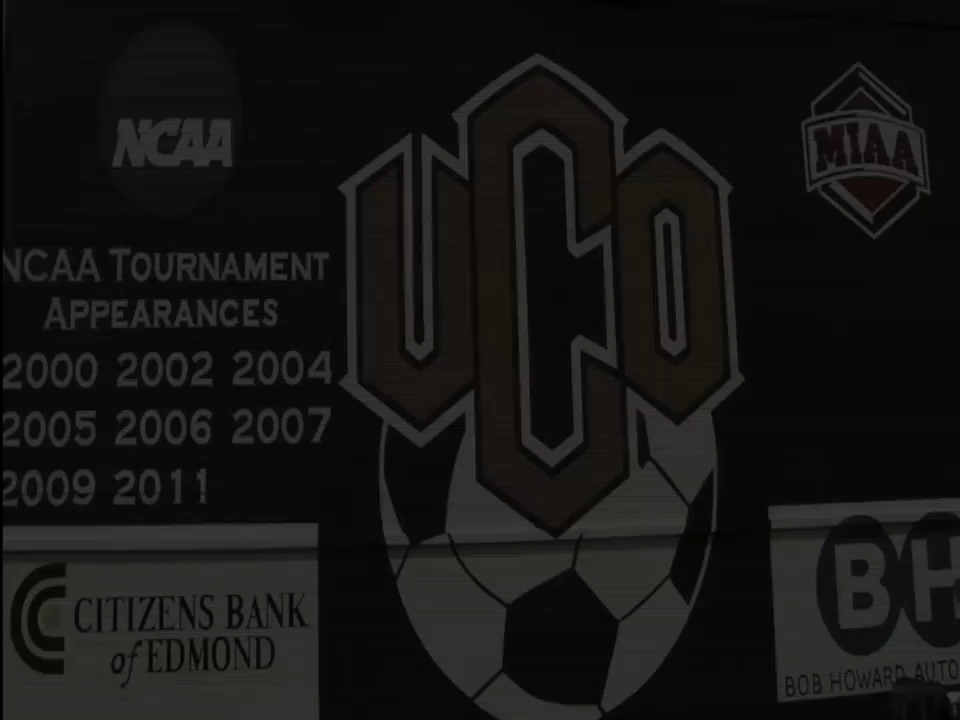 NCAA
UCO
MIAA
NCAA TOURNAMENT
APPEARANCES
2000 2002 2004
2005 2006 2007
2009 2011
CITIZENS BANK
of EDMOND
BH
BOB HOWARD AUTO